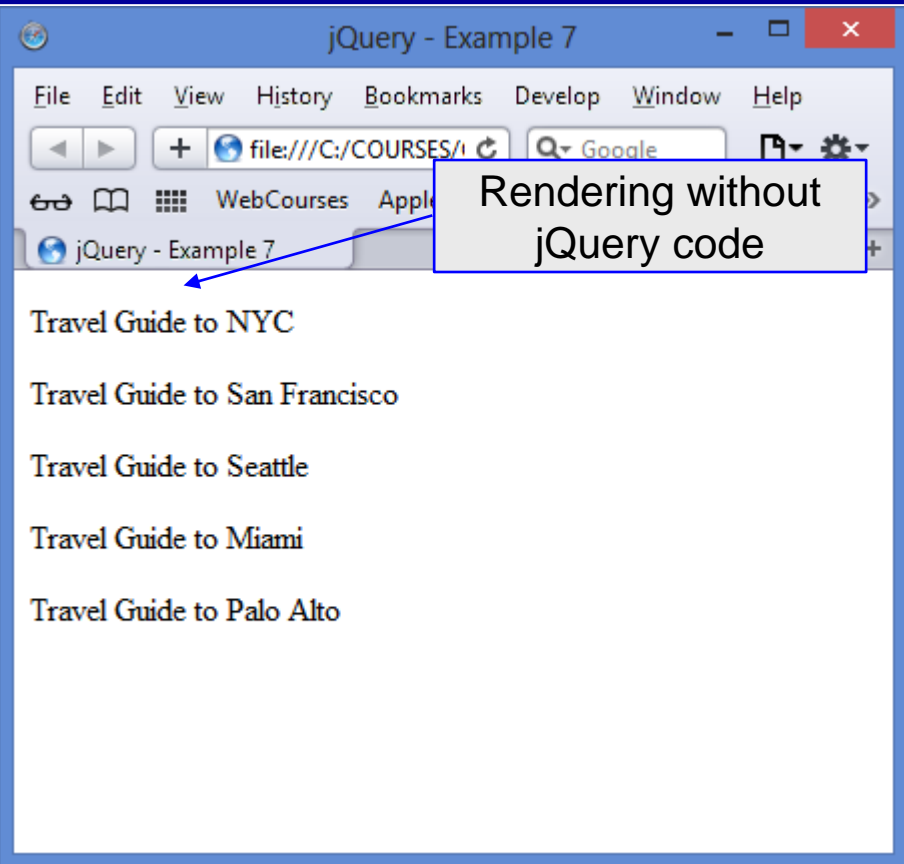 jQuery - Example 7
File Edit View History Bookmarks Develop Window Help
file:///C:/COURSES/ Google
WebCourses Apple
Rendering without
jQuery code
jQuery - Example 7
Travel Guide to NYC
Travel Guide to San Francisco
Travel Guide to Seattle
Travel Guide to Miami
Travel Guide to Palo Alto